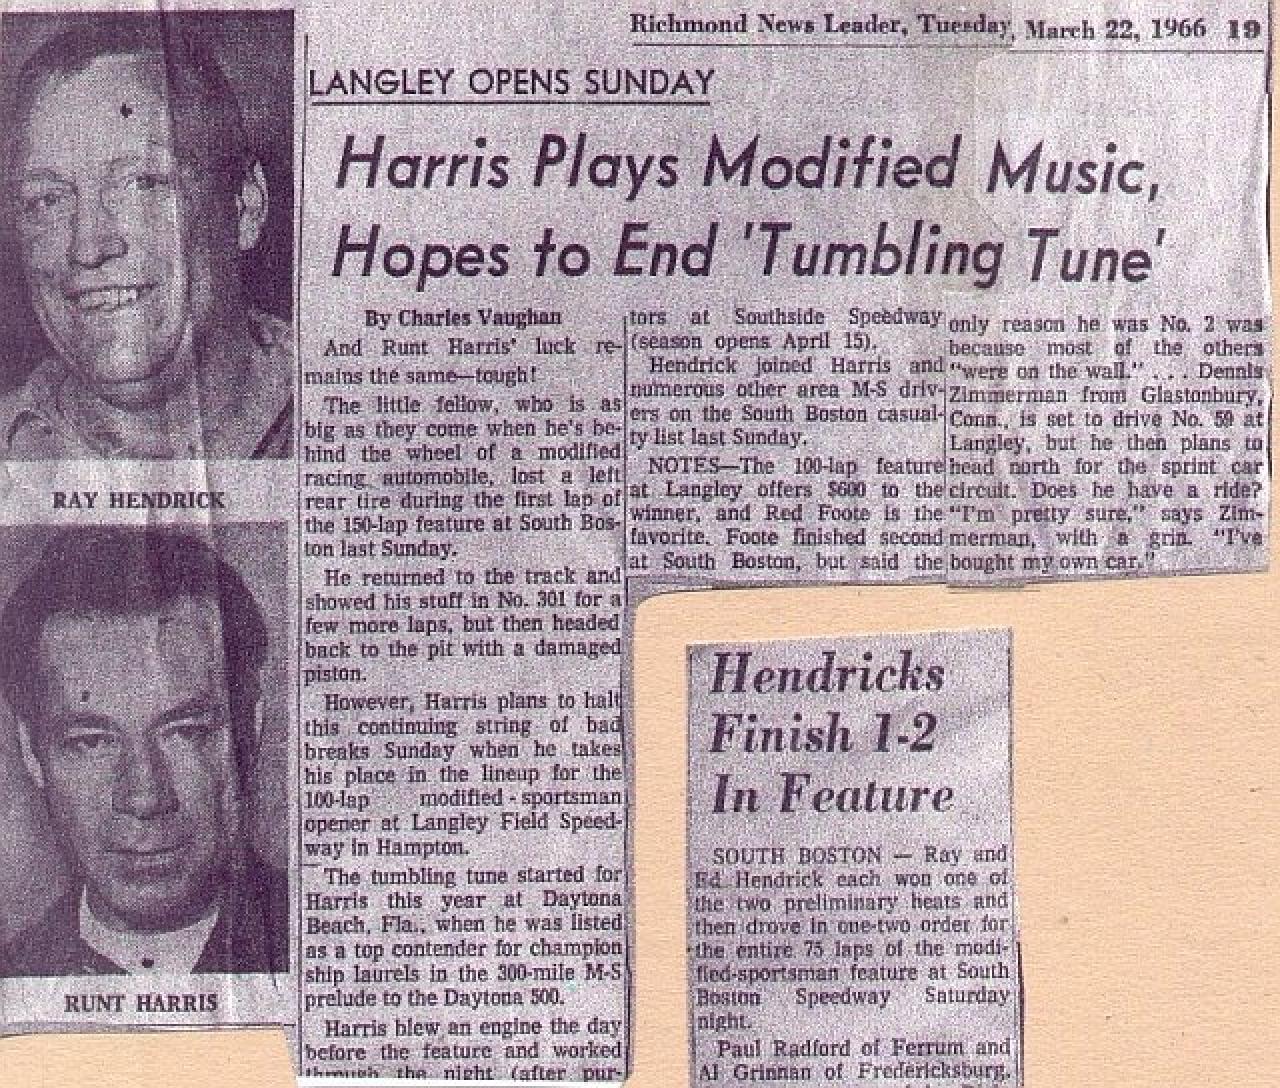 Richmond News Leader, Tuesday, March 22, 1966 19
LANGLEY OPENS SUNDAY
Harris Plays Modified Music,
Hopes to End 'Tumbling Tune'
RAY HENDRICK
RUNT HARRIS
By Charles Vaughan
And Runt Harris' luck re-
mains the same—tough!
The little fellow, who is as
big as they come when he's be-
hind the wheel of a modified
racing automobile, lost a left
rear tire during the first lap of
the 150-lap feature at South Bos-
ton last Sunday.
He returned to the track and
showed his stuff in No. 301 for a
few more laps, but then headed
back to the pit with a damaged
piston.
However, Harris plans to halt
this continuing string of bad
breaks Sunday when he takes
his place in the lineup for the
100-lap modified-sportsman
opener at Langley Field Speed-
way in Hampton.
The tumbling tune started for
Harris this year at Daytona
Beach, Fla., when he was listed
as a top contender for champion
ship laurels in the 300-mile M-S
prelude to the Daytona 500.
Harris blew an engine the day
before the feature and worked
through the night (after pur-
tors at Southside Speedway
(season opens April 15).
Hendrick joined Harris and
numerous other area M-S driv-
ers on the South Boston casual-
ty list last Sunday.
NOTES—The 100-lap feature
at Langley offers $600 to the
winner, and Red Foote is the
favorite. Foote finished second
at South Boston, but said the
only reason he was No. 2 was
because most of the others
"were on the wall." . . . Dennis
Zimmerman from Glastonbury,
Conn., is set to drive No. 59 at
Langley, but he then plans to
head north for the sprint car
circuit. Does he have a ride?
"I'm pretty sure," says Zim-
merman, with a grin. "I've
bought my own car."
Hendricks
Finish 1-2
In Feature
SOUTH BOSTON — Ray and
Ed Hendrick each won one of
the two preliminary heats and
then drove in one-two order for
the entire 75 laps of the modi-
fied-sportsman feature at South
Boston Speedway Saturday
night.
Paul Radford of Ferrum and
Al Grinnan of Fredericksburg,